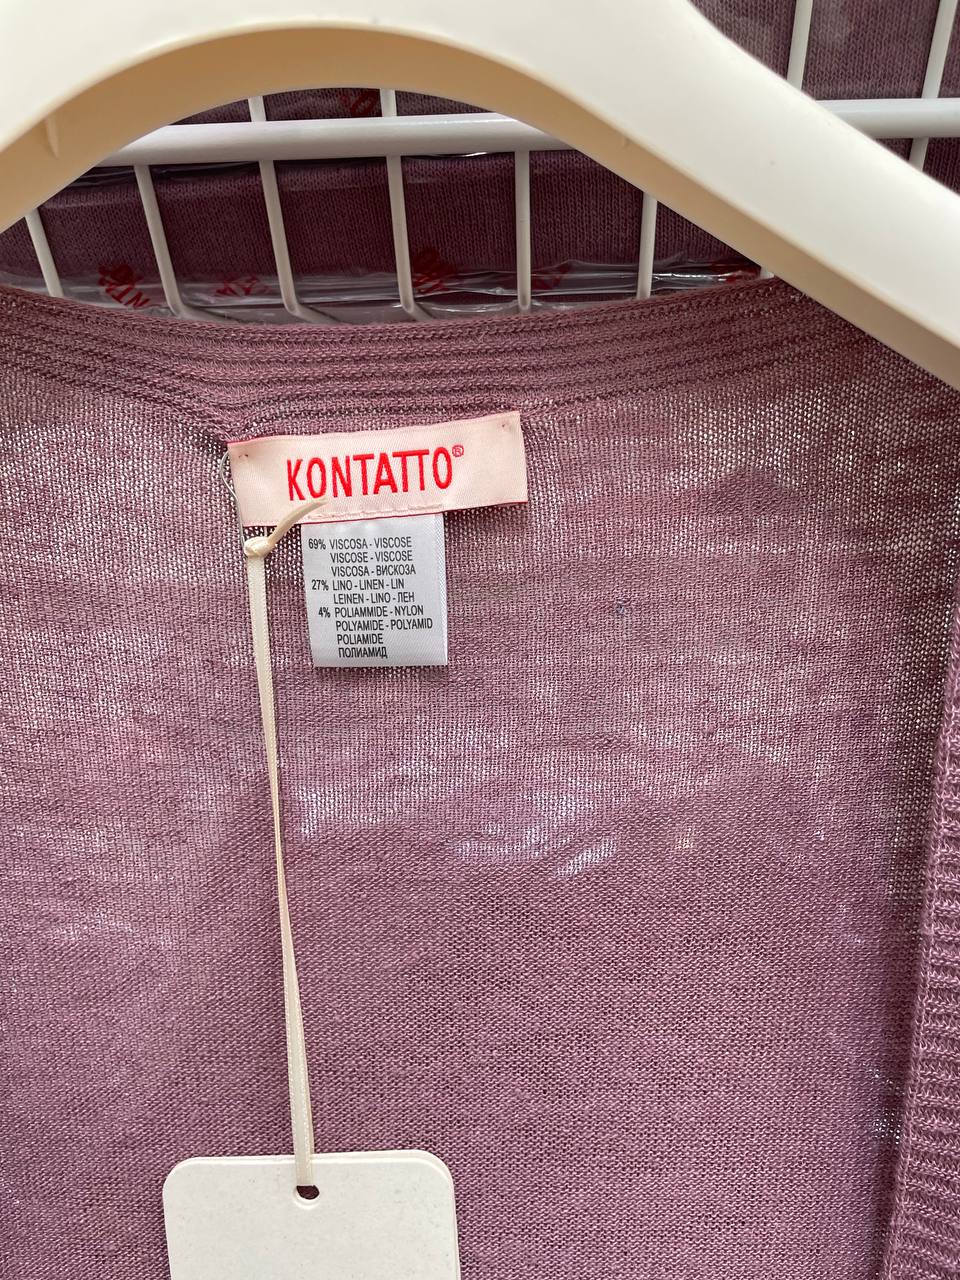 KONTATTO®
69% VISCOSA - VISCOSE
VISCOSE - VISCOSE
VISCOSA - ВИСКОЗА
27% LINO - LINEN - LIN
LEINEN - LINO - ЛЕН
4% POLIAMMIDE - NYLON
POLYAMIDE - POLYAMID
POLIAMIDE
ПОЛИАМИД